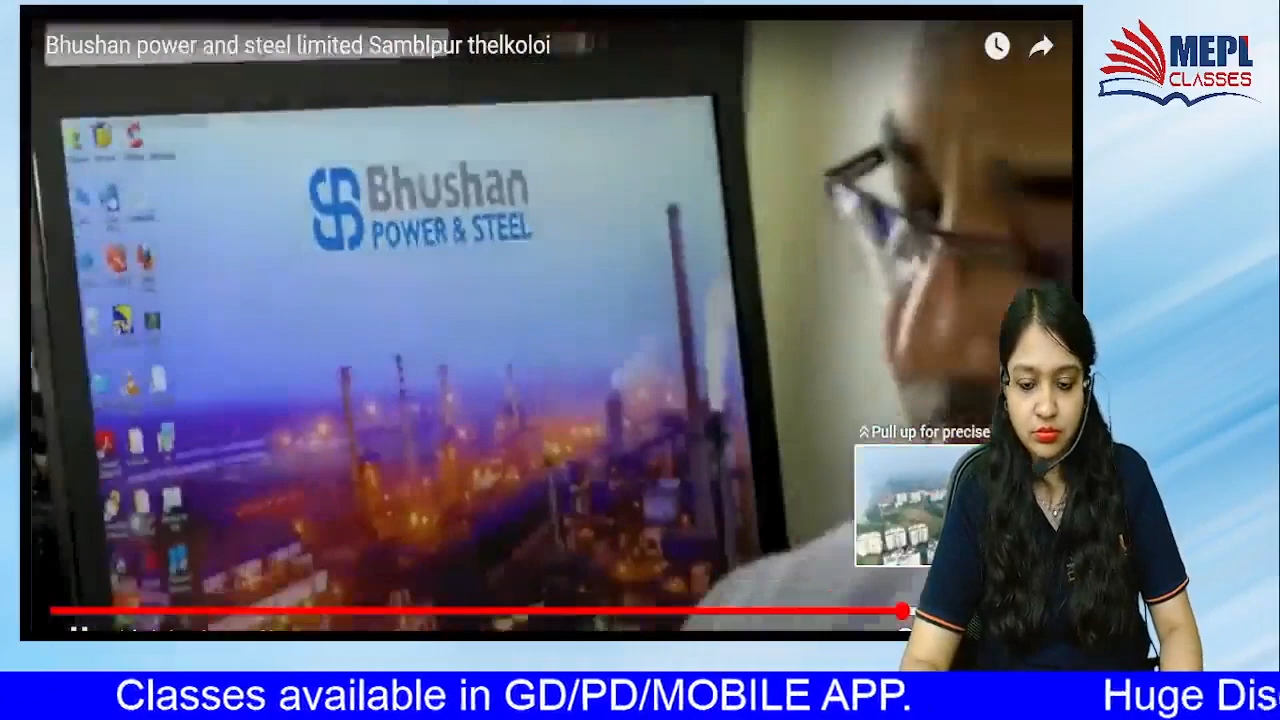 Bhushan power and steel limited Samblpur thelkoloi
MEPL
CLASSES
Bhushan
POWER & STEEL
Pull up for precise
Classes available in GD/PD/MOBILE APP.
Huge Dis